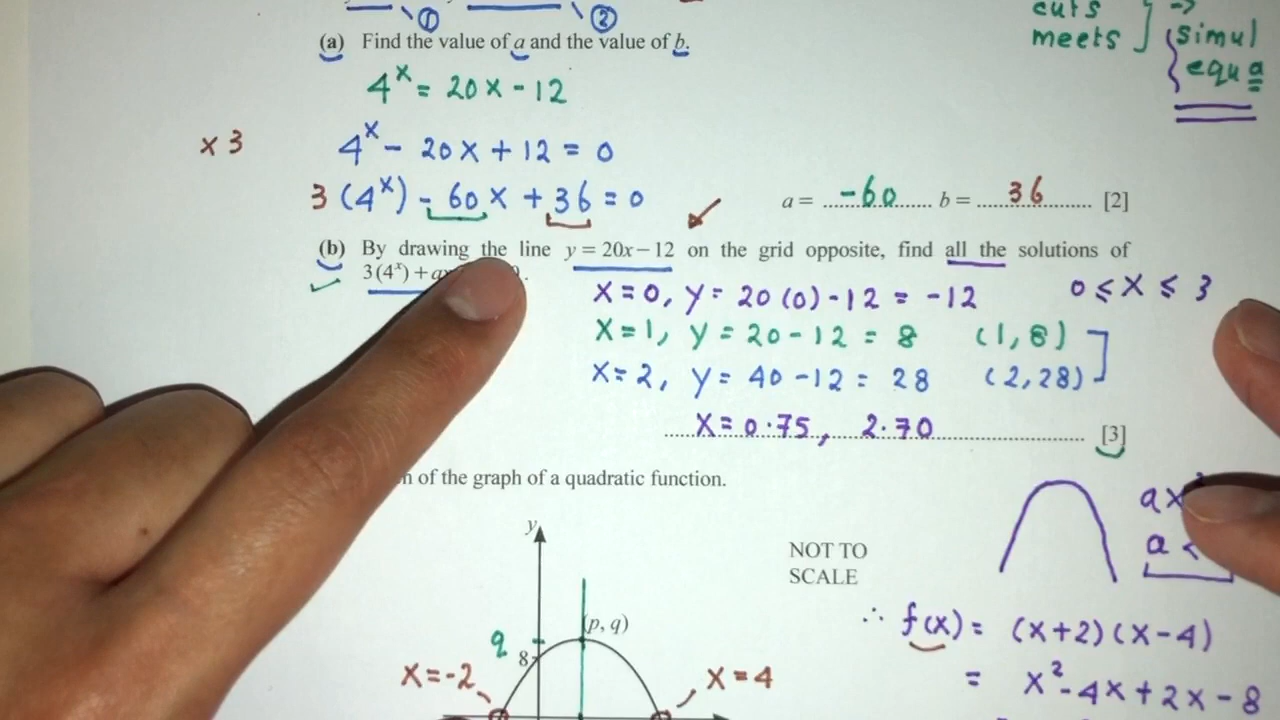 ① ②
cuts
meets ] → simul
equa
(a) Find the value of a and the value of b.
4^x = 20x - 12
x 3 4^x - 20x + 12 = 0
3 (4^x) - 60x + 36 = 0
a = -60 b = 36 [2]
(b) By drawing the line y = 20x – 12 on the grid opposite, find all the solutions of
3(4^x) +
x = 0, y = 20 (0) - 12 = -12 0 ≤ x ≤ 3
x = 1, y = 20 - 12 = 8 (1, 8)
x = 2, y = 40 - 12 = 28 (2, 28)
x = 0.75, 2.70 [3]
of the graph of a quadratic function.
y
NOT TO
SCALE
a <
(p, q)
q
8
x = -2
x = 4
∴ f(x) = (x+2)(x-4)
= x² - 4x + 2x - 8